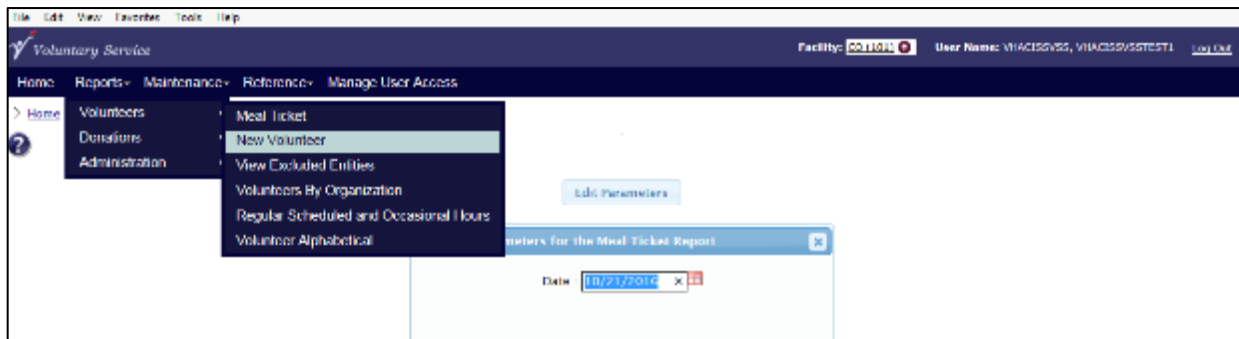 File Edit View Favorites Tools Help
Voluntary Service Facility: User Name: VHACISSVSS, VHACISSVSSTEST1 Log Out
Home Reports Maintenance Reference Manage User Access
> Home Volunteers Meal Ticket
? Donations New Volunteer
Administration View Excluded Entities
Volunteers By Organization Edit Parameters
Regular Scheduled and Occasional Hours
Volunteer Alphabetical meters for the Meal Ticket Report x
Date 10/21/2016 x